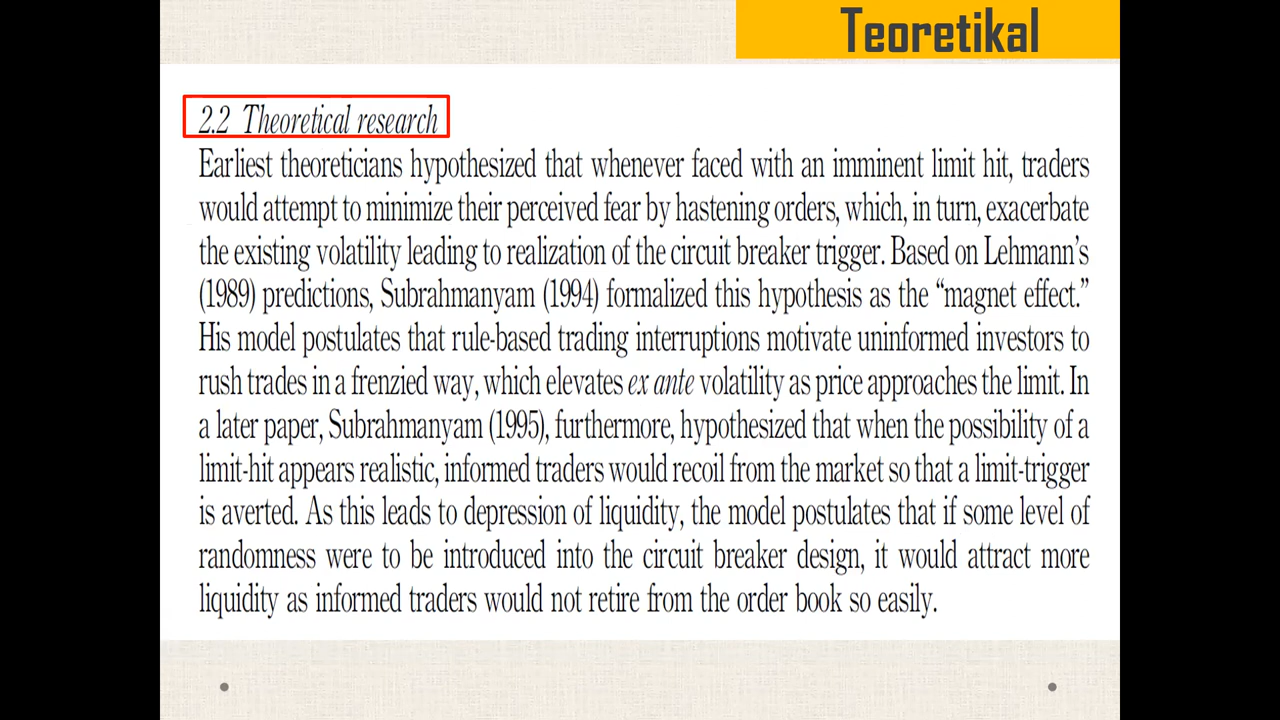 Teoretikal
2.2 Theoretical research
Earliest theoreticians hypothesized that whenever faced with an imminent limit hit, traders
would attempt to minimize their perceived fear by hastening orders, which, in turn, exacerbate
the existing volatility leading to realization of the circuit breaker trigger. Based on Lehmann’s
(1989) predictions, Subrahmanyam (1994) formalized this hypothesis as the “magnet effect.”
His model postulates that rule-based trading interruptions motivate uninformed investors to
rush trades in a frenzied way, which elevates ex ante volatility as price approaches the limit. In
a later paper, Subrahmanyam (1995), furthermore, hypothesized that when the possibility of a
limit-hit appears realistic, informed traders would recoil from the market so that a limit-trigger
is averted. As this leads to depression of liquidity, the model postulates that if some level of
randomness were to be introduced into the circuit breaker design, it would attract more
liquidity as informed traders would not retire from the order book so easily.